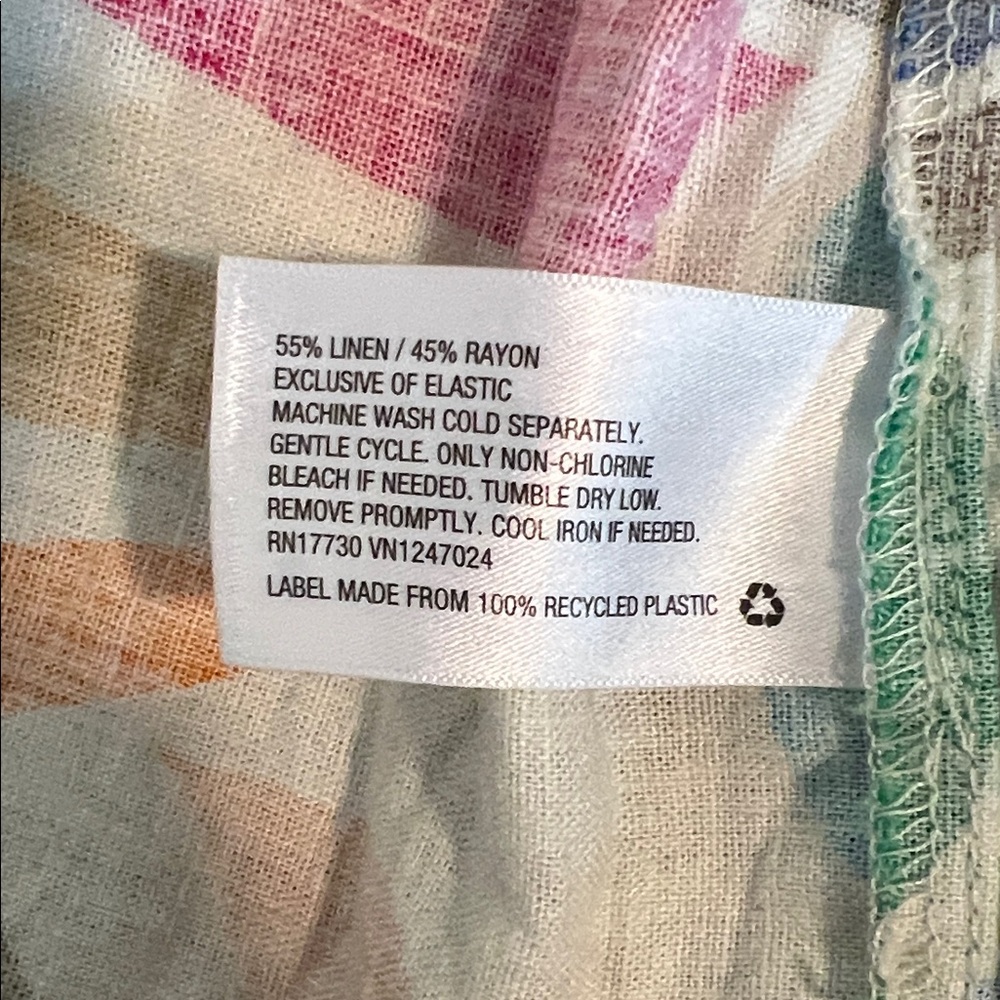 55% LINEN / 45% RAYON
EXCLUSIVE OF ELASTIC
MACHINE WASH COLD SEPARATELY.
GENTLE CYCLE. ONLY NON-CHLORINE
BLEACH IF NEEDED. TUMBLE DRY LOW.
REMOVE PROMPTLY. COOL IRON IF NEEDED.
RN17730 VN1247024
LABEL MADE FROM 100% RECYCLED PLASTIC